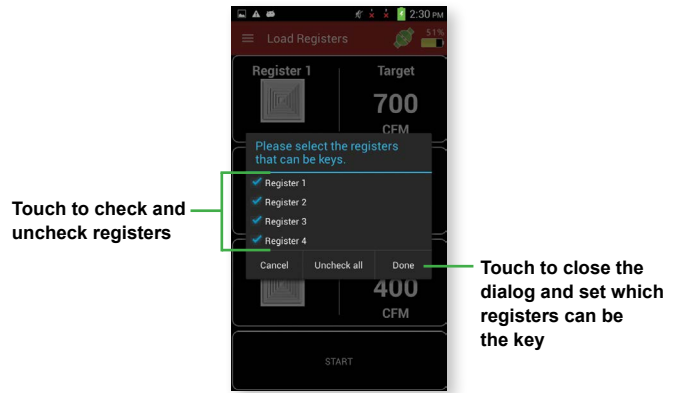 2:30 PM
Load Registers
51%
Register 1
Target
700
CFM
Please select the registers
that can be keys.
Register 1
Register 2
Register 3
Register 4
Cancel
Uncheck all
Done
400
CFM
START
Touch to check and
uncheck registers
Touch to close the
dialog and set which
registers can be
the key